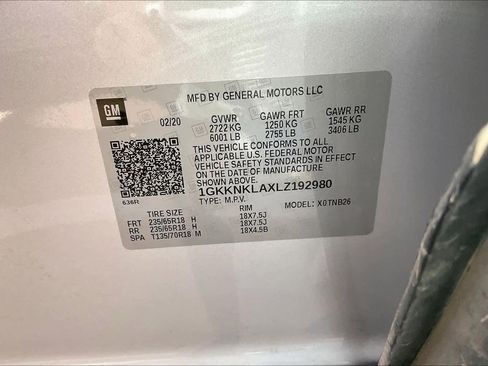 GM
MFD BY GENERAL MOTORS LLC
02/20 GVWR GAWR FRT GAWR RR
2722 KG 1250 KG 1545 KG
6001 LB 2755 LB 3406 LB
THIS VEHICLE CONFORMS TO ALL
APPLICABLE U.S. FEDERAL MOTOR
VEHICLE SAFETY STANDARDS IN EFFECT
ON THE DATE OF MANUFACTURE
SHOWN ABOVE.
1GKKNKLAXLZ192980
636R TYPE: M.P.V. MODEL: X0TNB26
TIRE SIZE RIM
FRT 235/65R18 H 18X7.5J
RR 235/65R18 H 18X7.5J
SPA T135/70R18 M 18X4.5B